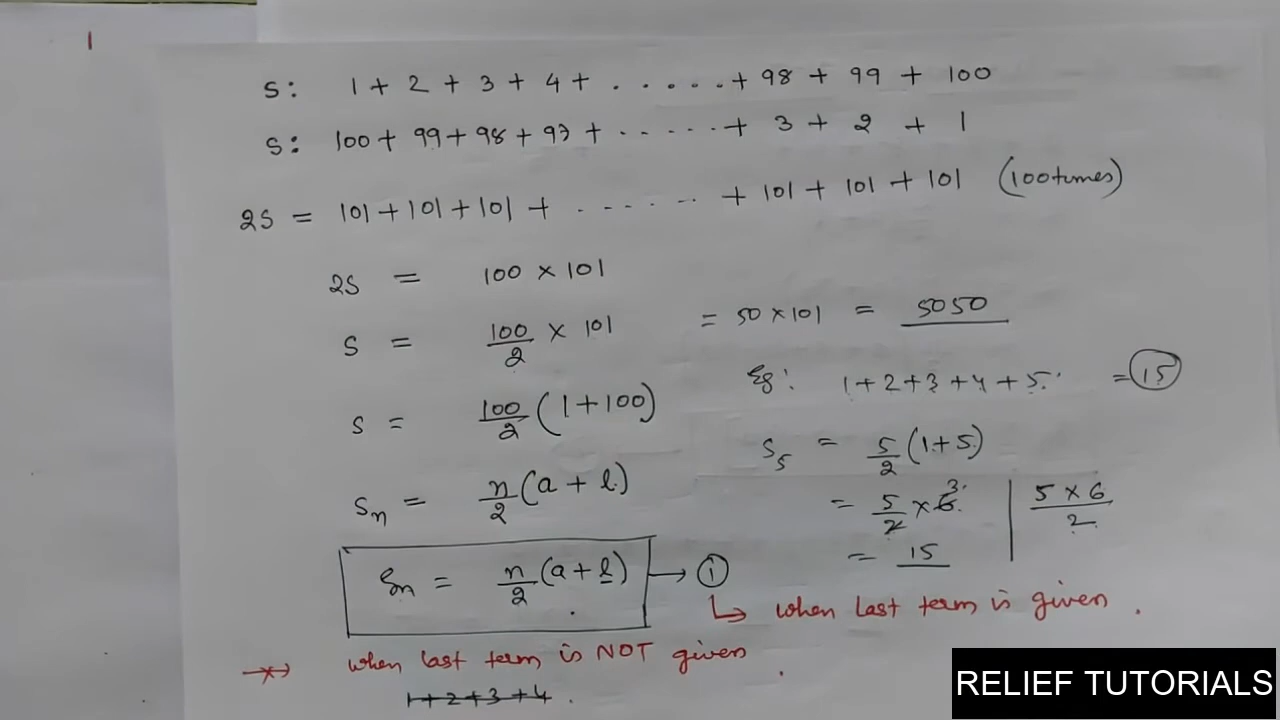 1
S: 1 + 2 + 3 + 4 + . . . . . . + 98 + 99 + 100
S: 100 + 99 + 98 + 97 + . . . . . + 3 + 2 + 1
2S = 101 + 101 + 101 + . . . . . . . + 101 + 101 + 101 (100 times)
2S = 100 × 101
S = 100/2 × 101 = 50 × 101 = 5050
Eg: 1 + 2 + 3 + 4 + 5 = 15
S = 100/2 (1 + 100)
S5 = 5/2 (1 + 5)
Sn = n/2 (a + l)
= 5/2 × 6 3 | 5 × 6/2
= 15
Sn = n/2 (a + l) → 1
↳ when last term is given .
when last term is NOT given .
1 + 2 + 3 + 4 .
RELIEF TUTORIALS